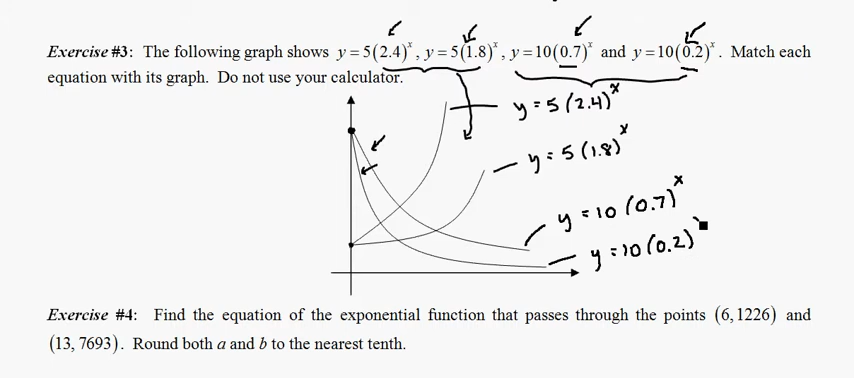 Exercise #3: The following graph shows y = 5(2.4)^x, y = 5(1.8)^x, y = 10(0.7)^x and y = 10(0.2)^x. Match each
equation with its graph. Do not use your calculator.
y = 5(2.4)^x
y = 5(1.8)^x
y = 10(0.7)^x
y = 10(0.2)
Exercise #4: Find the equation of the exponential function that passes through the points (6,1226) and
(13, 7693). Round both a and b to the nearest tenth.